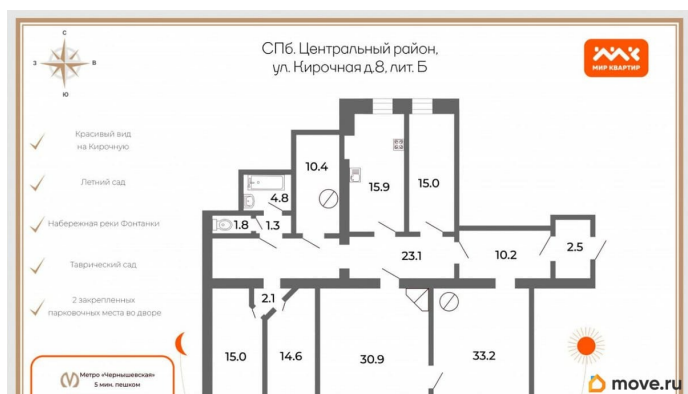 С
З
В
Ю
СПб. Центральный район,
ул. Кирочная д.8, лит. Б
МИР КВАРТИР
Красивый вид
на Кирочную
Летний сад
Набережная реки Фонтанки
Таврический сад
2 закрепленных
парковочных места во дворе
Метро «Чернышевская»
5 мин. пешком
10.4
15.9
15.0
4.8
1.8
1.3
23.1
10.2
2.5
2.1
15.0
14.6
30.9
33.2
move.ru